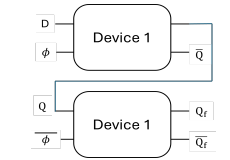 D
Device 1
ϕ
Q̅
Q
Device 1
Q_f
ϕ̅
Q̅_f